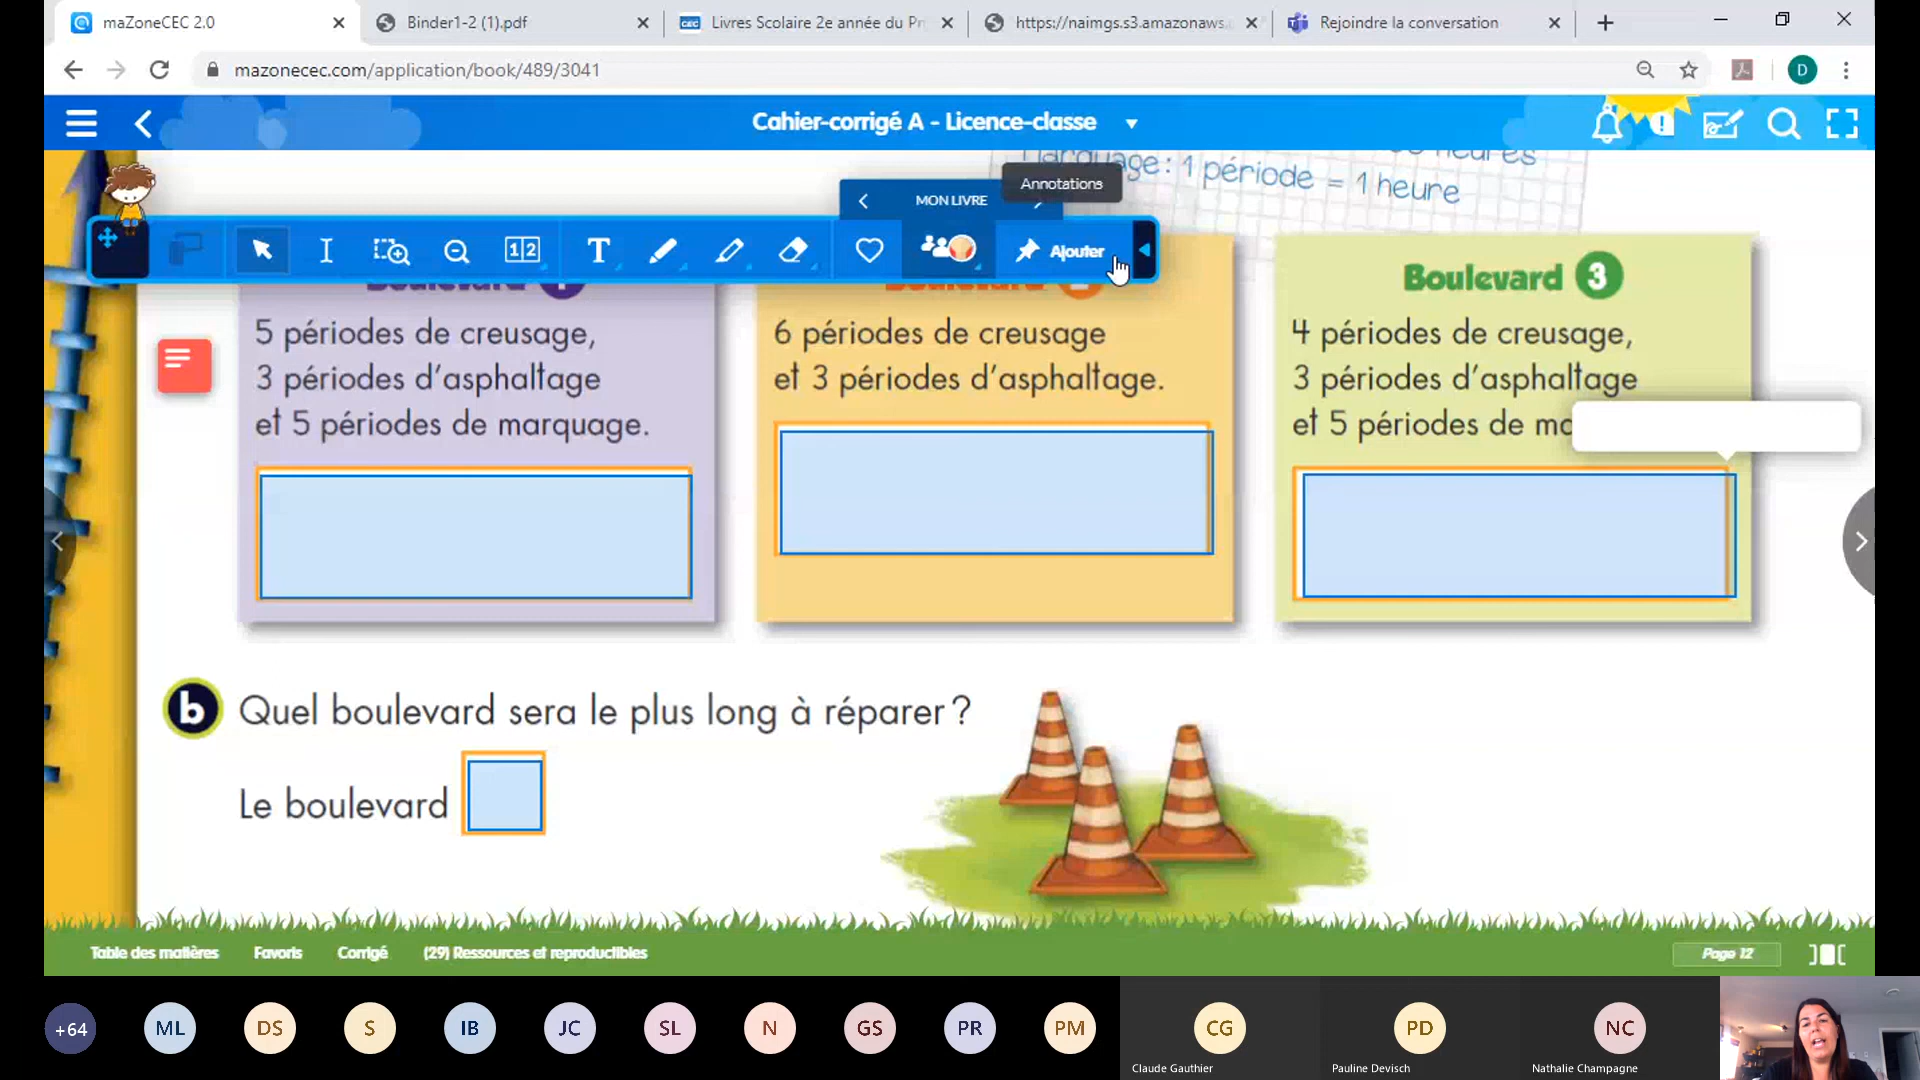 maZoneCEC 2.0
Binder1-2 (1).pdf
Livres Scolaire 2e année du Pr
https://naimgs.s3.amazonaws.
Rejoindre la conversation
mazonecec.com/application/book/489/3041
D
Cahier-corrigé A - Licence-classe
heures
age : 1 période = 1 heure
Annotations
MON LIVRE
T
12
Ajouter
Boulevard 3
5 périodes de creusage,
3 périodes d'asphaltage
et 5 périodes de marquage.
6 périodes de creusage
et 3 périodes d'asphaltage.
4 périodes de creusage,
3 périodes d'asphaltage
et 5 périodes de ma
b Quel boulevard sera le plus long à réparer ?
Le boulevard
Table des matières
Favoris
Corrigé
(29) Ressources et reproductibles
Page 12
+64
ML
DS
S
IB
JC
SL
N
GS
PR
PM
CG
PD
NC
Claude Gauthier
Pauline Devisch
Nathalie Champagne